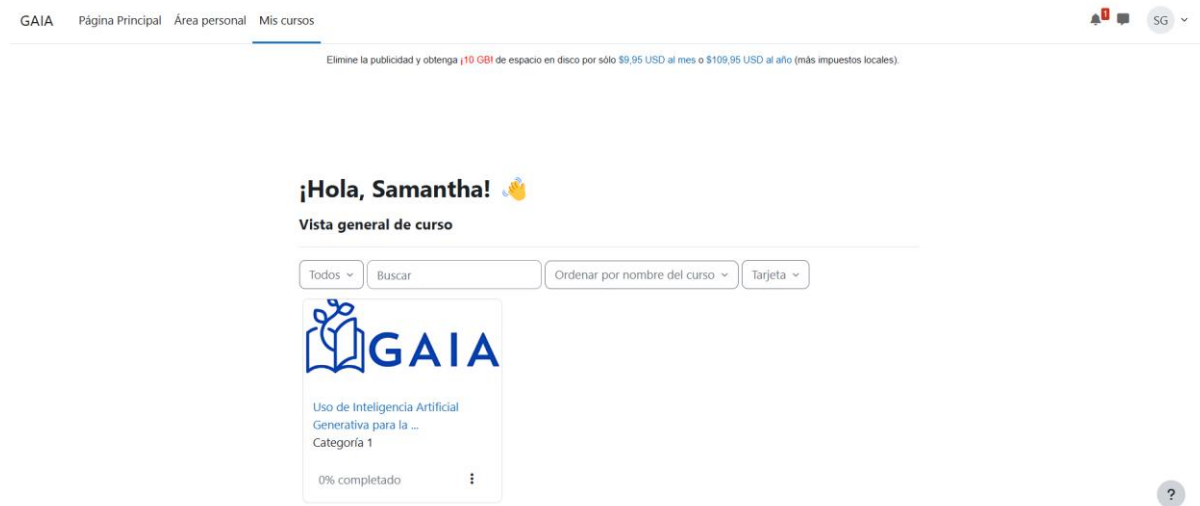 GAIA Página Principal Área personal Mis cursos 1 SG
Elimine la publicidad y obtenga ¡10 GB! de espacio en disco por sólo $9,95 USD al mes o $109,95 USD al año (más impuestos locales).
¡Hola, Samantha! 👋
Vista general de curso
Todos Buscar Ordenar por nombre del curso Tarjeta
GAIA
Uso de Inteligencia Artificial
Generativa para la ...
Categoría 1
0% completado
?